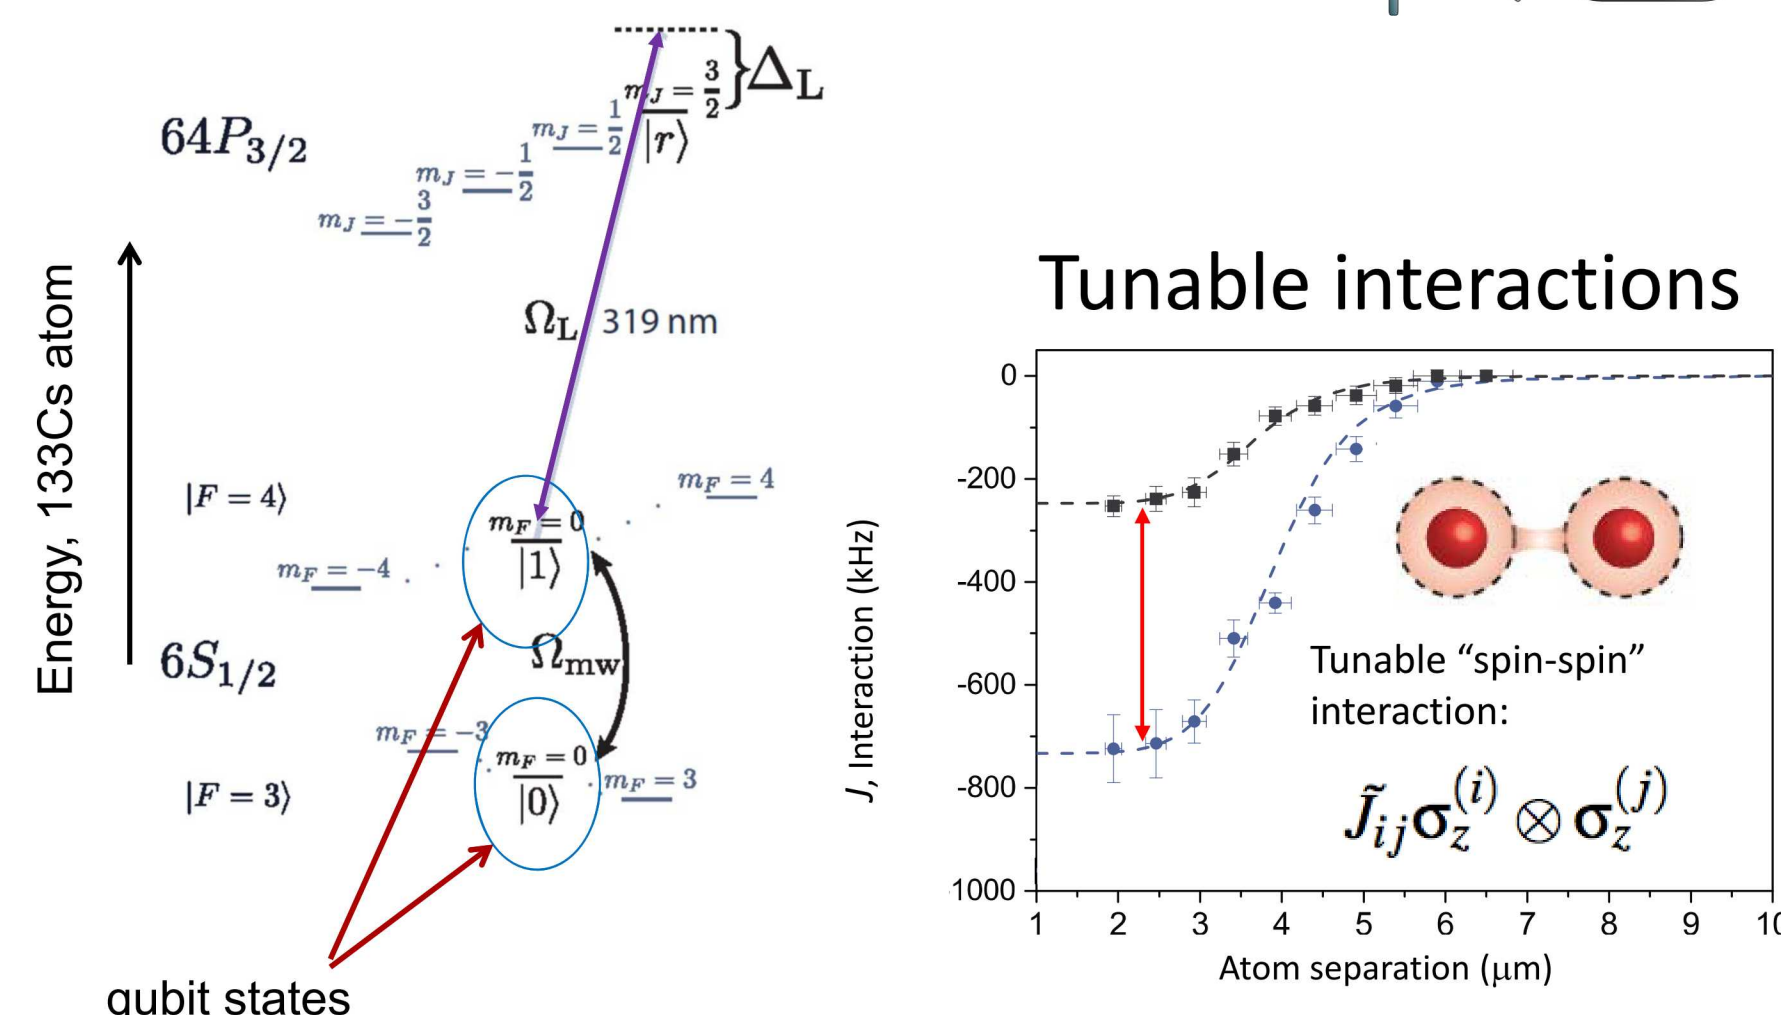 Energy, 133Cs atom
64P3/2
mJ = −3/2
mJ = −1/2
mJ = 1/2
mJ = 3/2
|r⟩
}ΔL
ΩL 319 nm
|F = 4⟩
mF = −4
mF = 0
|1⟩
mF = 4
6S1/2
Ωmw
|F = 3⟩
mF = −3
mF = 0
|0⟩
mF = 3
qubit states
Tunable interactions
J, Interaction (kHz)
0
-200
-400
-600
-800
1000
1 2 3 4 5 6 7 8 9 10
Atom separation (μm)
Tunable “spin-spin”
interaction:
J̃ij σz(i) ⊗ σz(j)